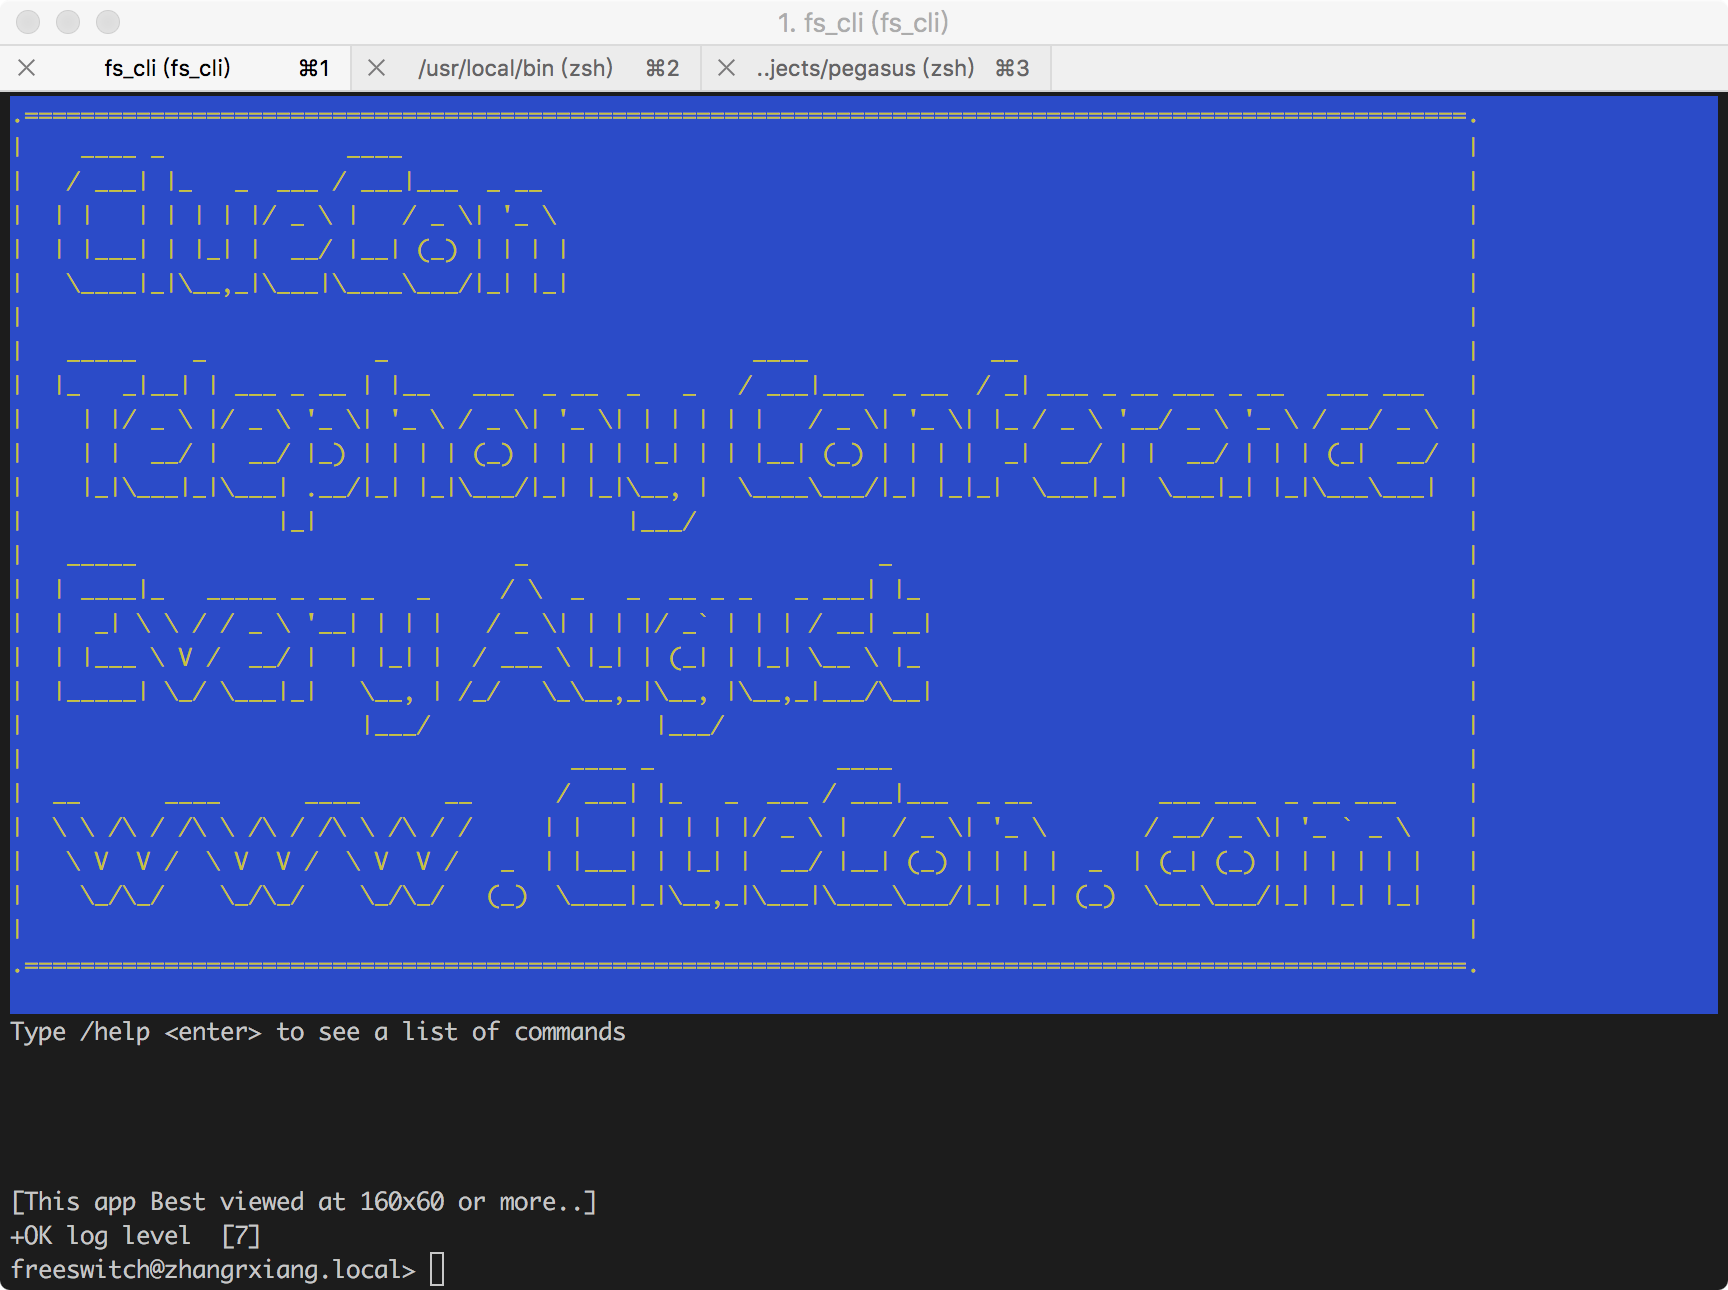 1. fs_cli (fs_cli)
fs_cli (fs_cli) ⌘1
/usr/local/bin (zsh) ⌘2
..jects/pegasus (zsh) ⌘3
ClueCon
Telephony Conference
Every August
www.ClueCon.com
Type /help <enter> to see a list of commands
[This app Best viewed at 160x60 or more..]
+OK log level  [7]
freeswitch@zhangrxiang.local>